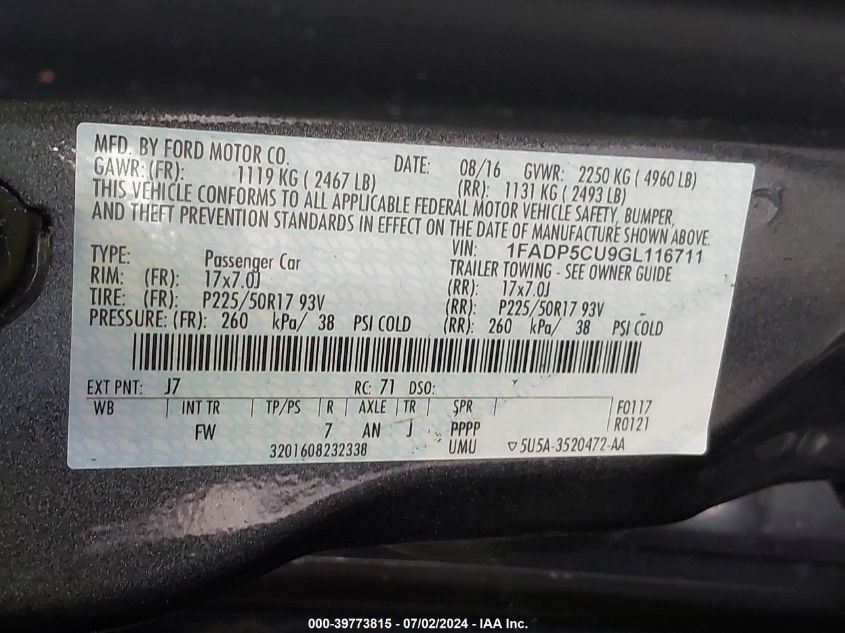 MFD. BY FORD MOTOR CO. DATE: 08/16 GVWR: 2250 KG ( 4960 LB)
GAWR: (FR): 1119 KG ( 2467 LB) (RR): 1131 KG ( 2493 LB)
THIS VEHICLE CONFORMS TO ALL APPLICABLE FEDERAL MOTOR VEHICLE SAFETY, BUMPER,
AND THEFT PREVENTION STANDARDS IN EFFECT ON THE DATE OF MANUFACTURE SHOWN ABOVE.
VIN: 1FADP5CU9GL116711
TYPE: Passenger Car TRAILER TOWING - SEE OWNER GUIDE
RIM: (FR): 17x7.0J (RR): 17x7.0J
TIRE: (FR): P225/50R17 93V (RR): P225/50R17 93V
PRESSURE: (FR): 260 kPa/ 38 PSI COLD (RR): 260 kPa/ 38 PSI COLD
EXT PNT: J7 RC: 71 DSO:
WB INT TR TP/PS R AXLE TR SPR F0117
FW 7 AN J PPPP R0121
3201608232338 UMU ▽5U5A-3520472-AA
000-39773815 - 07/02/2024 - IAA Inc.